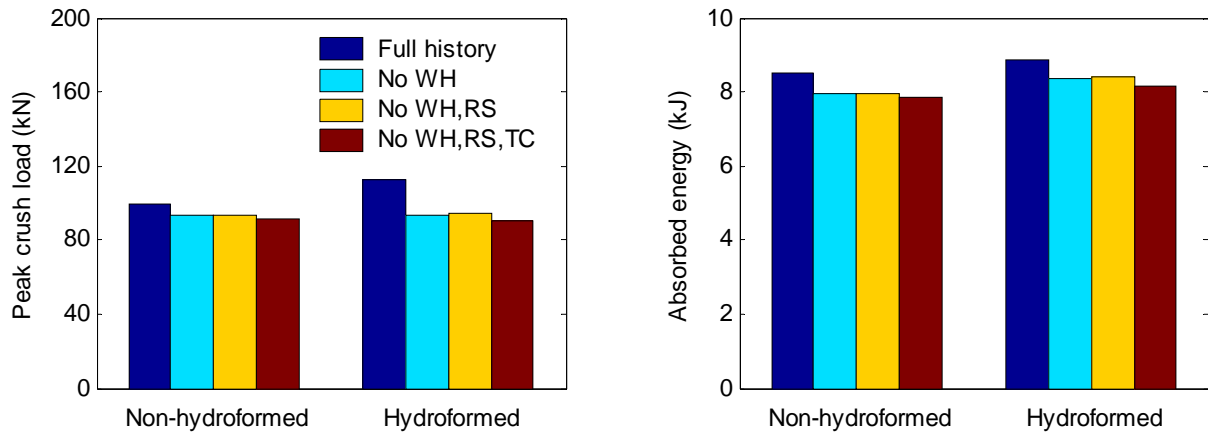 200
160
120
80
40
0
Peak crush load (kN)
Full history
No WH
No WH,RS
No WH,RS,TC
Non-hydroformed
Hydroformed
10
8
6
4
2
0
Absorbed energy (kJ)
Non-hydroformed
Hydroformed